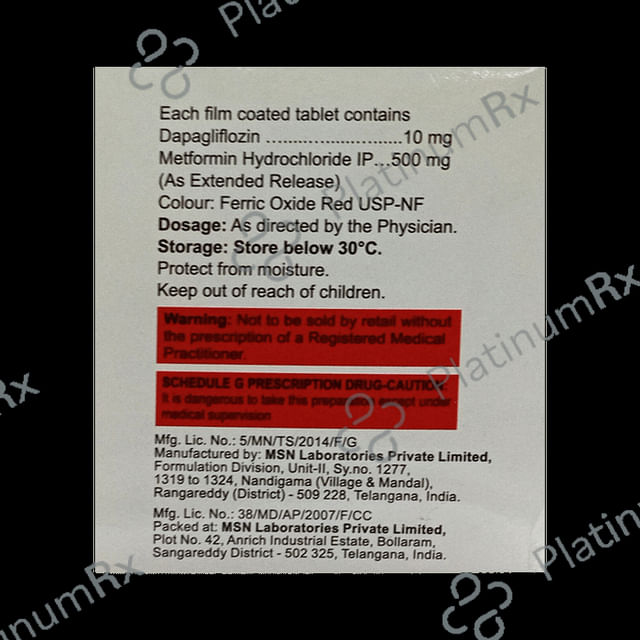 Each film coated tablet contains
Dapagliflozin ...........................10 mg
Metformin Hydrochloride IP...500 mg
(As Extended Release)
Colour: Ferric Oxide Red USP-NF
Dosage: As directed by the Physician.
Storage: Store below 30°C.
Protect from moisture.
Keep out of reach of children.
Warning: Not to be sold by retail without
the prescription of a Registered Medical
Practitioner.
SCHEDULE G PRESCRIPTION DRUG-CAUTION
It is dangerous to take this preparation except under
medical supervision
Mfg. Lic. No.: 5/MN/TS/2014/F/G
Manufactured by: MSN Laboratories Private Limited,
Formulation Division, Unit-II, Sy.no. 1277,
1319 to 1324, Nandigama (Village & Mandal),
Rangareddy (District) - 509 228, Telangana, India.
Mfg. Lic. No.: 38/MD/AP/2007/F/CC
Packed at: MSN Laboratories Private Limited,
Plot No. 42, Anrich Industrial Estate, Bollaram,
Sangareddy District - 502 325, Telangana, India.
PlatinumRx
PlatinumRx
PlatinumRx